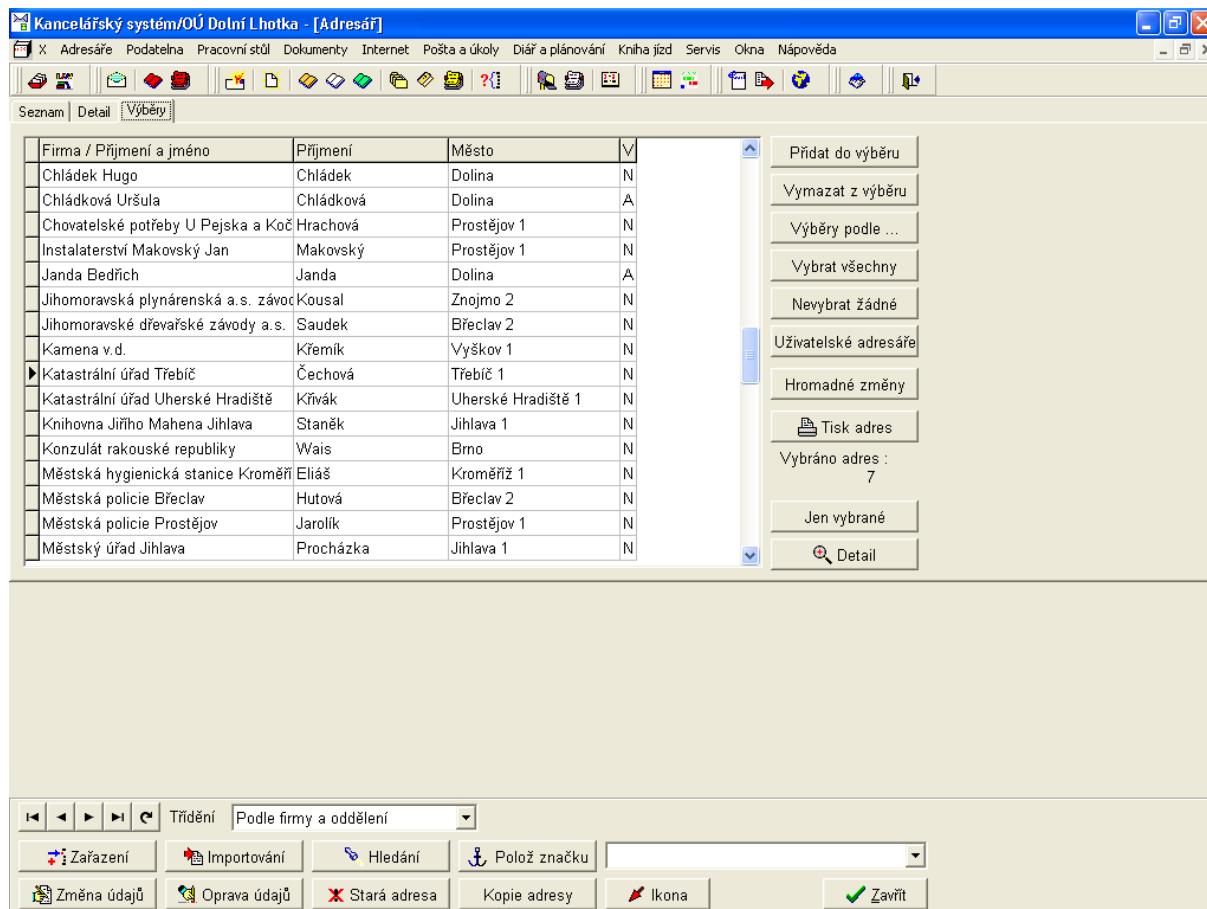 Kancelářský systém/OÚ Dolní Lhotka - [Adresář]
X Adresáře Podatelna Pracovní stůl Dokumenty Internet Pošta a úkoly Diář a plánování Kniha jízd Servis Okna Nápověda
Seznam Detail Výběry
Firma / Příjmení a jméno Příjmení Město V
Chládek Hugo Chládek Dolina N
Chládková Uršula Chládková Dolina A
Chovatelské potřeby U Pejska a Koč Hrachová Prostějov 1 N
Instalaterství Makovský Jan Makovský Prostějov 1 N
Janda Bedřich Janda Dolina A
Jihomoravská plynárenská a.s. závod Kousal Znojmo 2 N
Jihomoravské dřevařské závody a.s. Saudek Břeclav 2 N
Kamena v.d. Křemík Vyškov 1 N
Katastrální úřad Třebíč Čechová Třebíč 1 N
Katastrální úřad Uherské Hradiště Křivák Uherské Hradiště 1 N
Knihovna Jiřího Mahena Jihlava Staněk Jihlava 1 N
Konzulát rakouské republiky Wais Brno N
Městská hygienická stanice Kroměří Eliáš Kroměříž 1 N
Městská policie Břeclav Hutová Břeclav 2 N
Městská policie Prostějov Jarolík Prostějov 1 N
Městský úřad Jihlava Procházka Jihlava 1 N
Přidat do výběru
Vymazat z výběru
Výběry podle ...
Vybrat všechny
Nevybrat žádné
Uživatelské adresáře
Hromadné změny
Tisk adres
Vybráno adres :
7
Jen vybrané
Detail
Třídění Podle firmy a oddělení
Zařazení Importování Hledání Polož značku
Změna údajů Oprava údajů Stará adresa Kopie adresy Ikona Zavřít